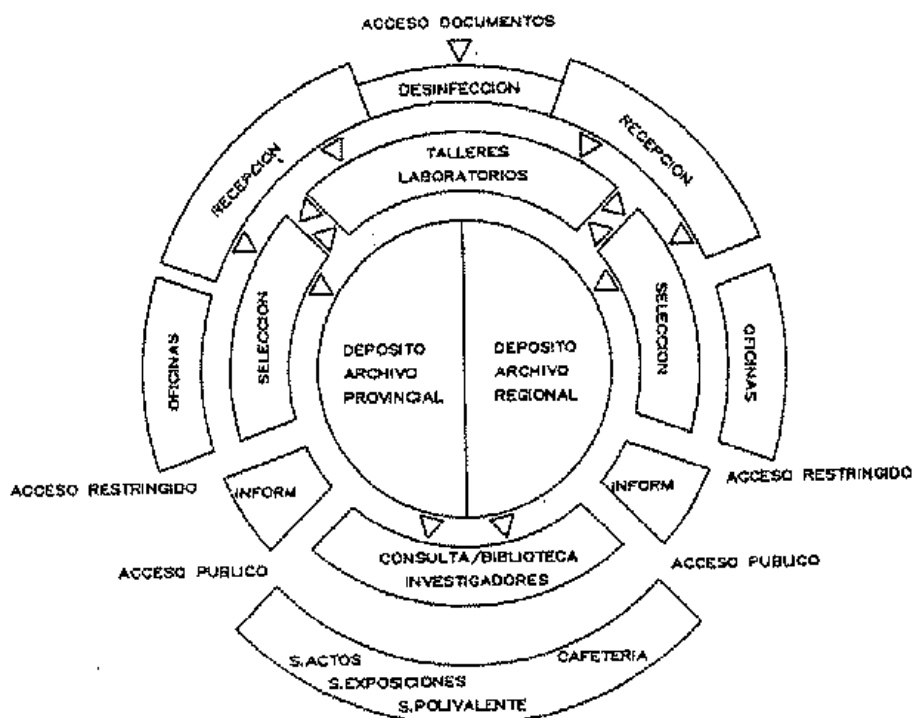 ACCESO DOCUMENTOS
DESINFECCION
RECEPCION
RECEPCION
TALLERES
LABORATORIOS
SELECCION
SELECCION
OFICINAS
OFICINAS
DEPOSITO
ARCHIVO
PROVINCIAL
DEPOSITO
ARCHIVO
REGIONAL
ACCESO RESTRINGIDO
INFORM
INFORM
ACCESO RESTRINGIDO
ACCESO PUBLICO
CONSULTA/BIBLIOTECA
INVESTIGADORES
ACCESO PUBLICO
S.ACTOS
CAFETERIA
S.EXPOSICIONES
S.POLIVALENTE